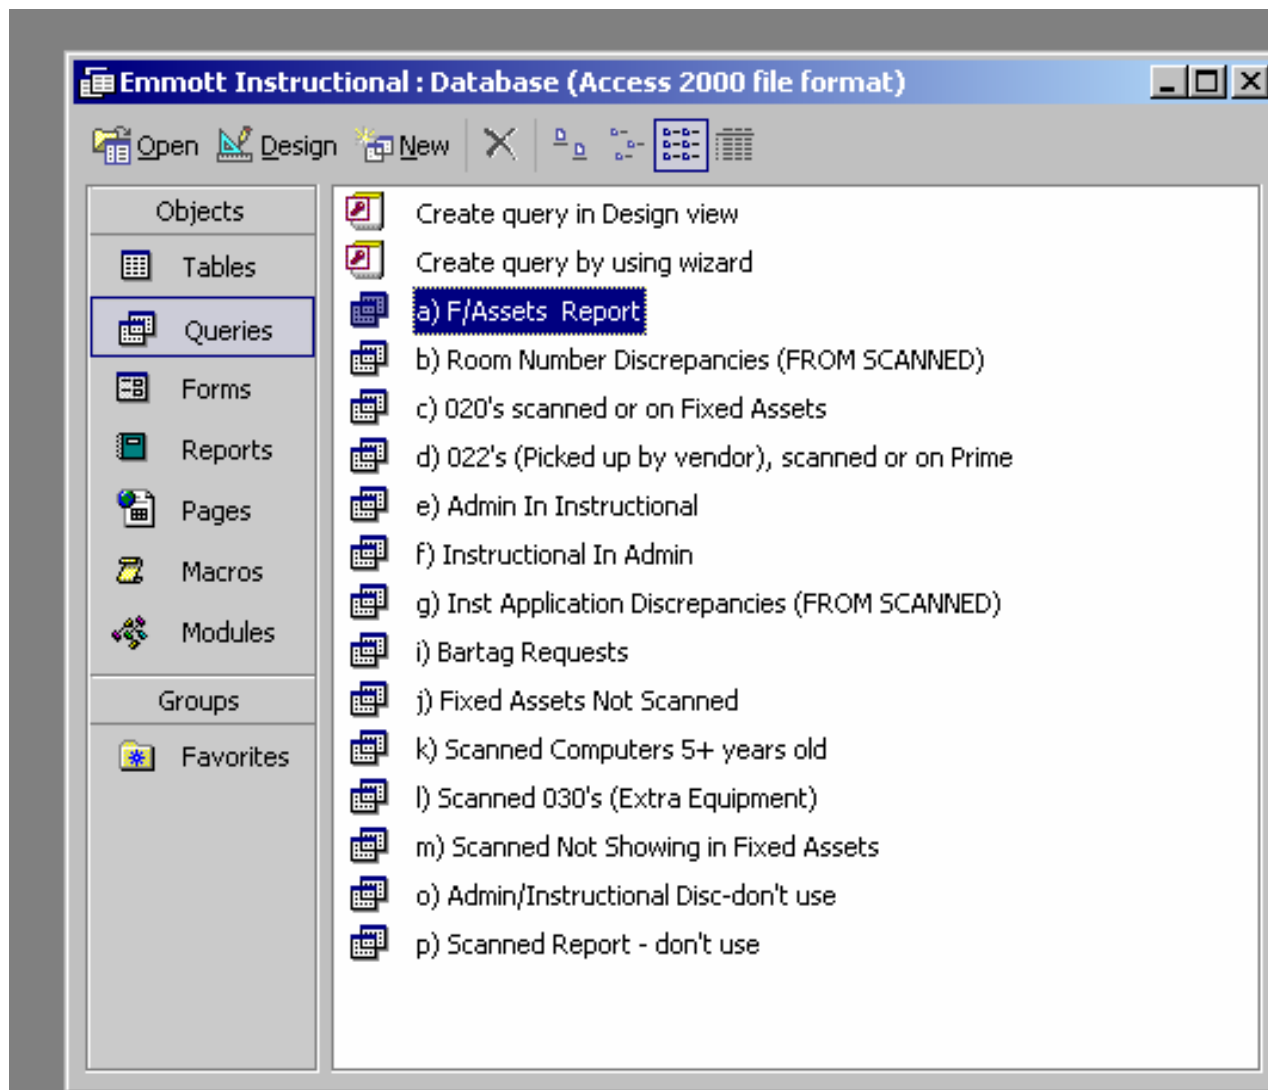 Emmott Instructional : Database (Access 2000 file format)
Open Design New
Objects
Tables
Queries
Forms
Reports
Pages
Macros
Modules
Groups
Favorites
Create query in Design view
Create query by using wizard
a) F/Assets  Report
b) Room Number Discrepancies (FROM SCANNED)
c) 020's scanned or on Fixed Assets
d) 022's (Picked up by vendor), scanned or on Prime
e) Admin In Instructional
f) Instructional In Admin
g) Inst Application Discrepancies (FROM SCANNED)
i) Bartag Requests
j) Fixed Assets Not Scanned
k) Scanned Computers 5+ years old
l) Scanned 030's (Extra Equipment)
m) Scanned Not Showing in Fixed Assets
o) Admin/Instructional Disc-don't use
p) Scanned Report - don't use